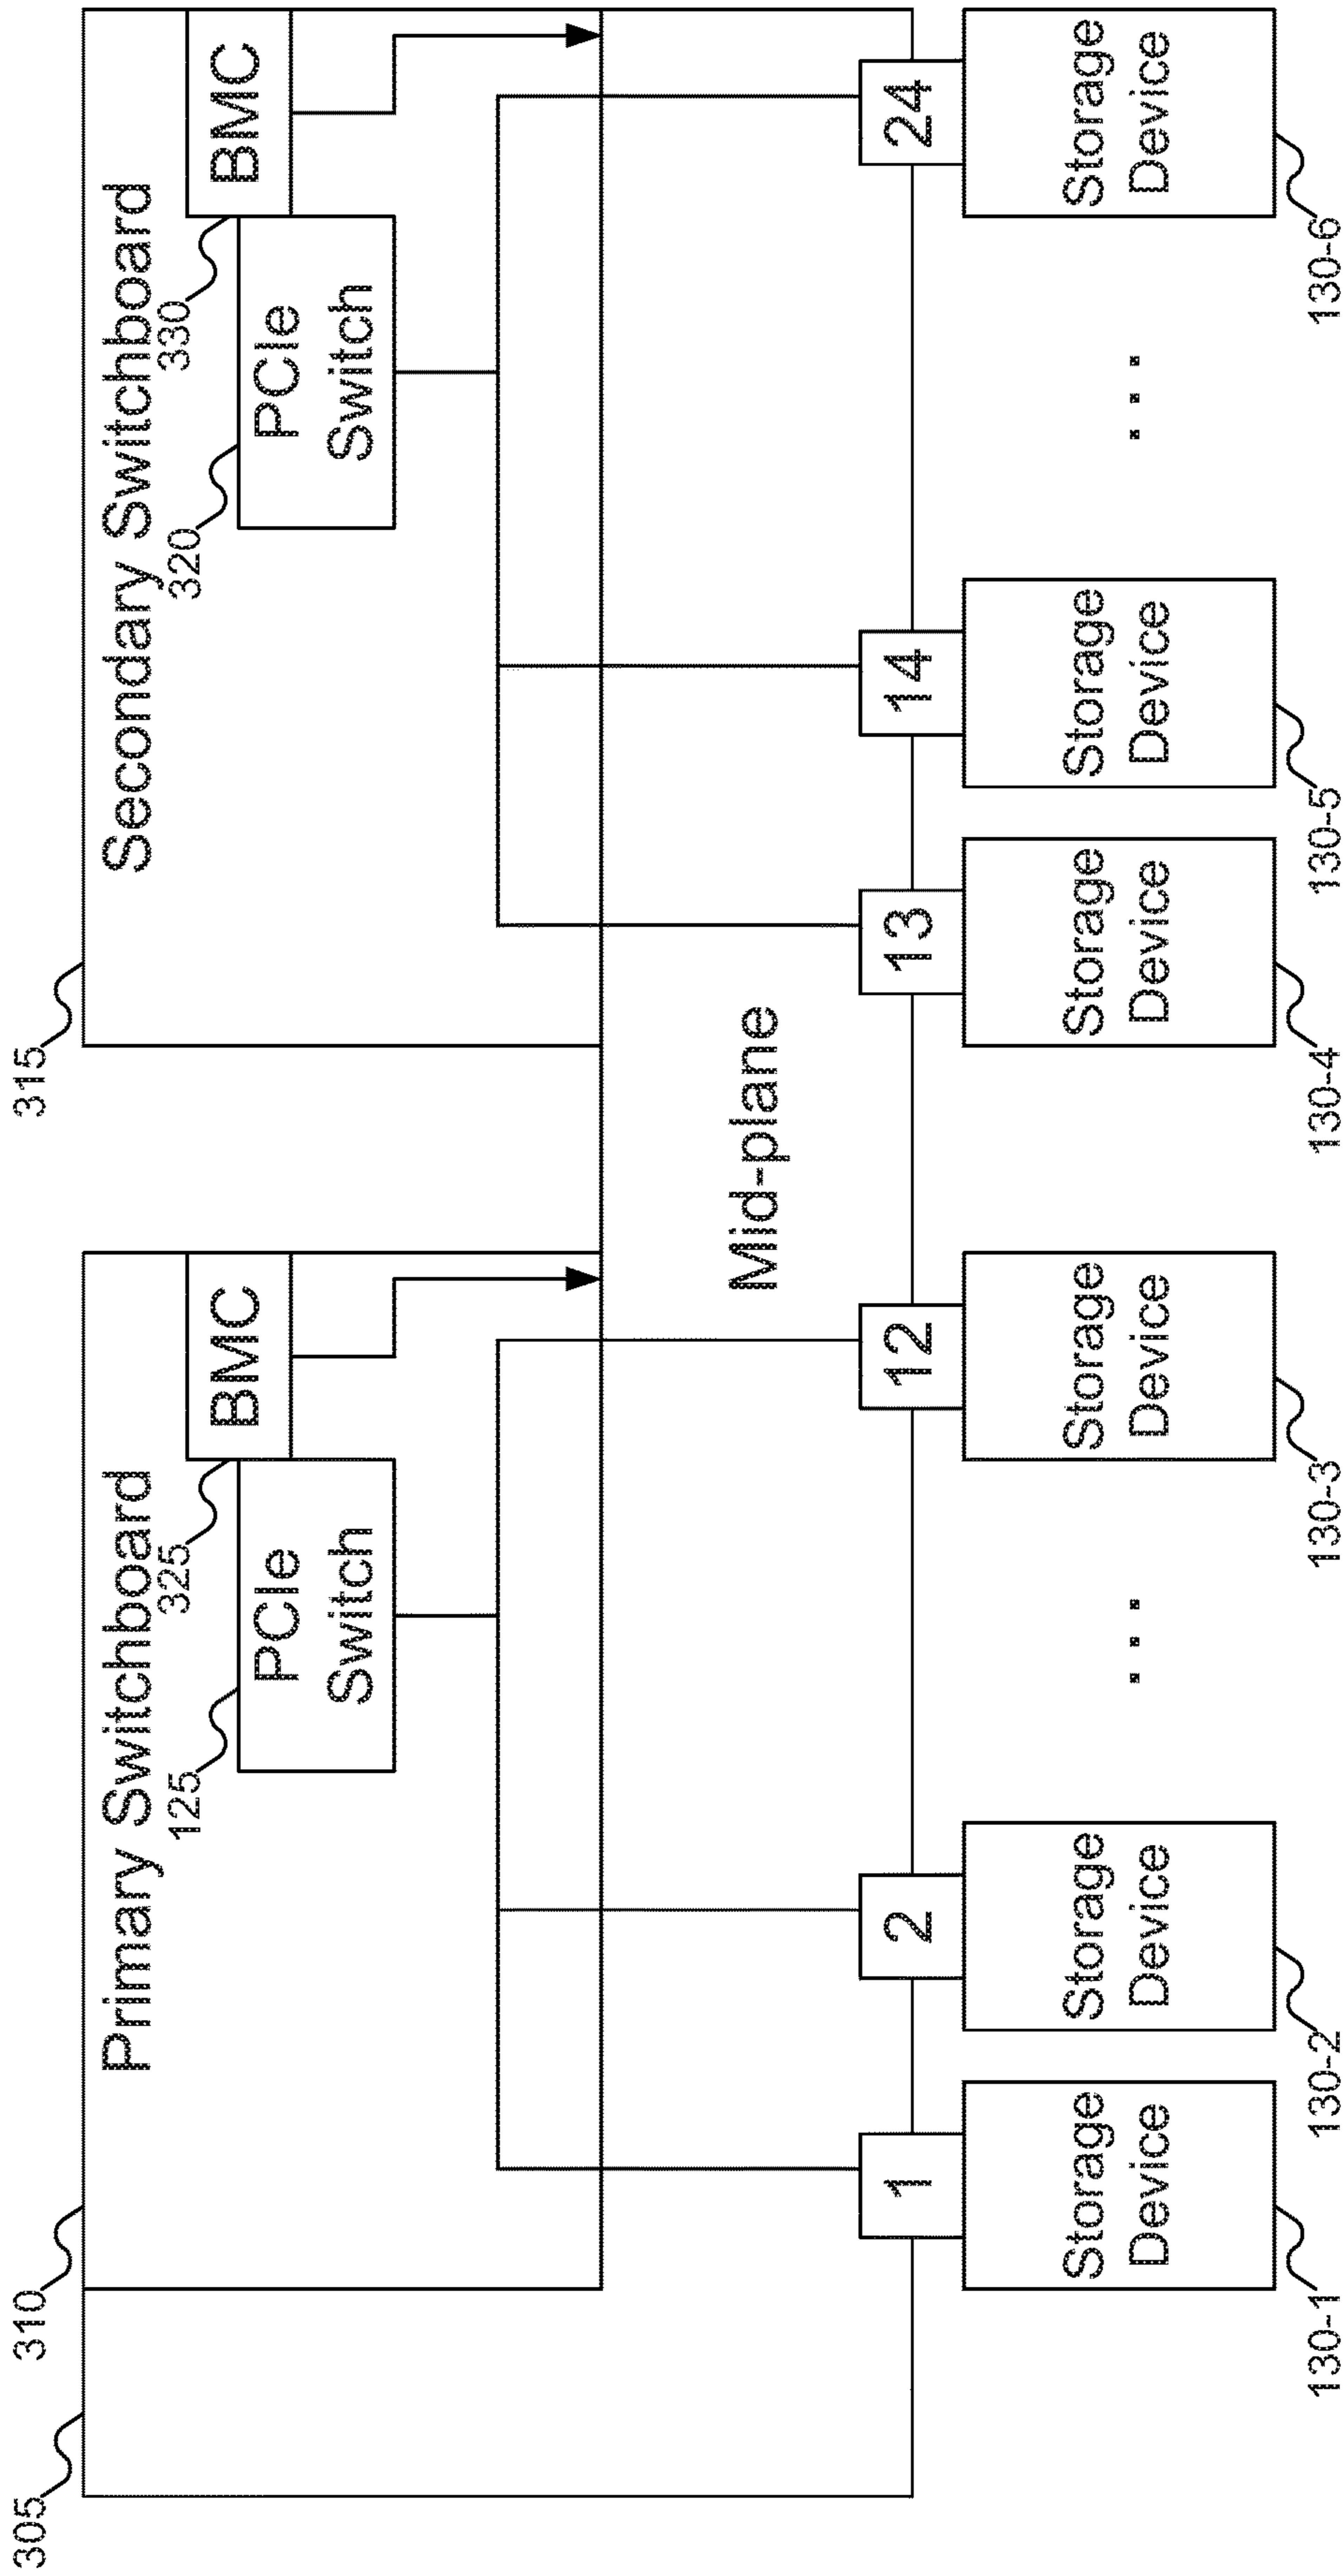 305
310
Primary Switchboard
125
325
PCIe
Switch
BMC
315
Secondary Switchboard
320
330
PCIe
Switch
BMC
Mid-plane
1
2
12
13
14
24
Storage
Device
Storage
Device
...
Storage
Device
Storage
Device
Storage
Device
...
Storage
Device
130-1
130-2
130-3
130-4
130-5
130-6